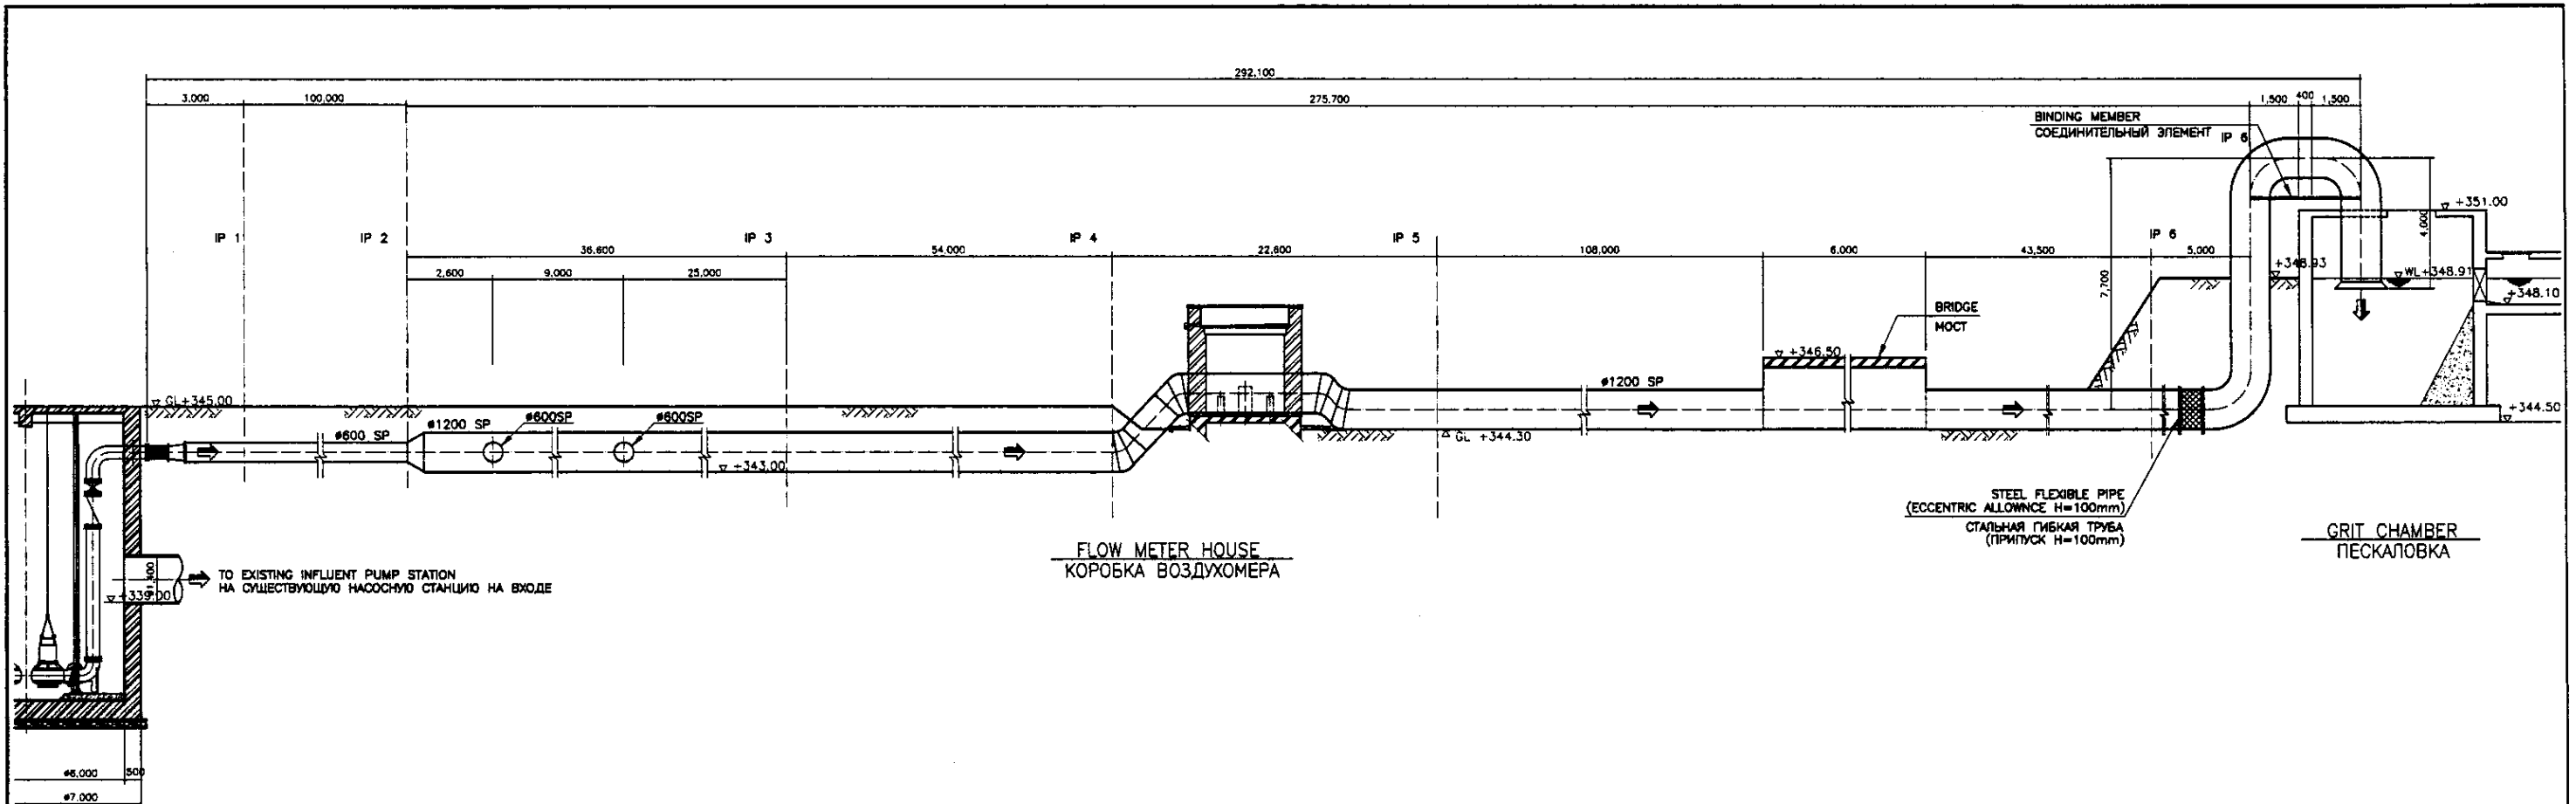 292,100
3,000
100,000
275,700
1,500
400
1,500
BINDING MEMBER
СОЕДИНИТЕЛЬНЫЙ ЭЛЕМЕНТ
IP 6
+351.00
4,000
7,700
IP 1
IP 2
IP 3
IP 4
IP 5
IP 6
36,600
54,000
22,600
108,000
6,000
43,500
5,000
2,600
9,000
25,000
+348.93
WL+348.91
+348.10
BRIDGE
МОСТ
+346.50
GL+345.00
ø600 SP
ø1200 SP
ø600SP
ø600SP
+343.00
ø1200 SP
GL +344.30
+344.50
STEEL FLEXIBLE PIPE
(ECCENTRIC ALLOWNCE H=100mm)
СТАЛЬНАЯ ГИБКАЯ ТРУБА
(ПРИПУСК H=100mm)
GRIT CHAMBER
ПЕСКАЛОВКА
FLOW METER HOUSE
КОРОБКА ВОЗДУХОМЕРА
TO EXISTING INFLUENT PUMP STATION
НА СУЩЕСТВУЮЩУЮ НАСОСНУЮ СТАНЦИЮ НА ВХОДЕ
+339.00
ø6,000
500
ø7,000